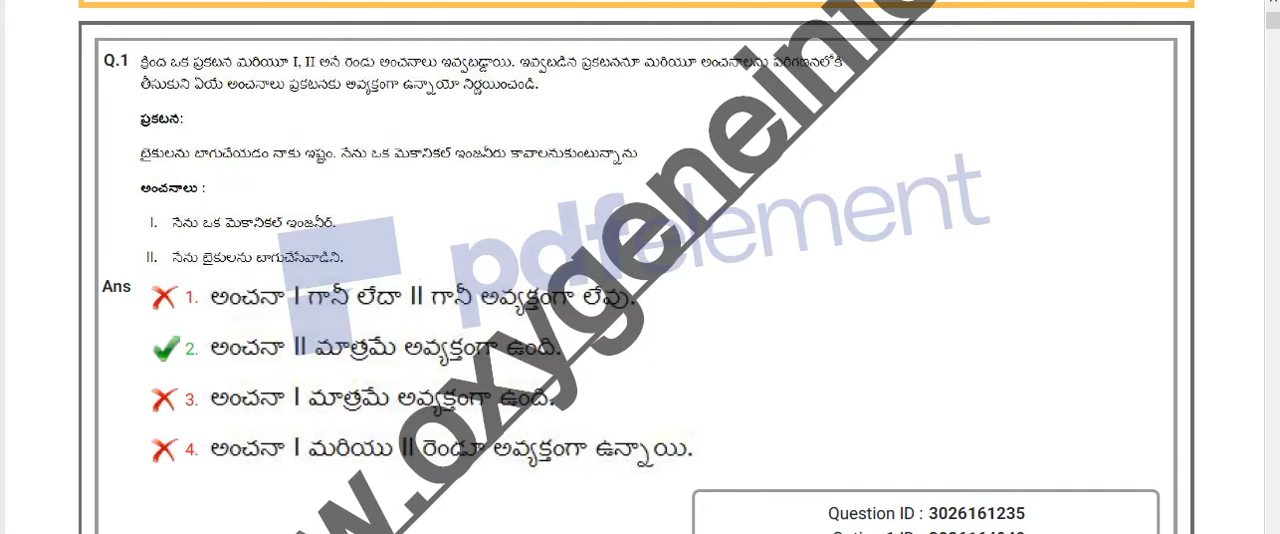 Q.1 క్రింద ఒక ప్రకటన మరియూ I, II అనే రెండు అంచనాలు ఇవ్వబడ్డాయి. ఇవ్వబడిన ప్రకటననూ మరియూ అంచనాలను పరిగణనలోకి
తీసుకుని ఏయే అంచనాలు ప్రకటనకు అవ్యక్తంగా ఉన్నాయో నిర్ణయించండి.
ప్రకటన:
బైకులను బాగుచేయడం నాకు ఇష్టం. నేను ఒక మెకానికల్ ఇంజనీరు కావాలనుకుంటున్నాను
అంచనాలు :
I. నేను ఒక మెకానికల్ ఇంజనీర్.
II. నేను బైకులను బాగుచేసేవాడిని.
Ans
1. అంచనా I గానీ లేదా II గానీ అవ్యక్తంగా లేవు.
2. అంచనా II మాత్రమే అవ్యక్తంగా ఉంది.
3. అంచనా I మాత్రమే అవ్యక్తంగా ఉంది.
4. అంచనా I మరియు II రెండూ అవ్యక్తంగా ఉన్నాయి.
pdfelement
Question ID : 3026161235